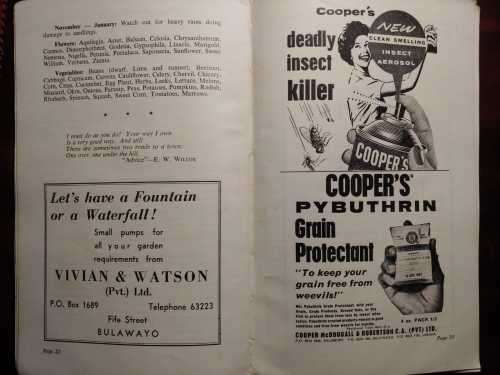 November — January: Watch out for heavy rains doing
damage to seedlings.
Flowers: Aquilegia, Aster, Balsam, Celosia, Chrysanthemum,
Cosmos, Dimorphotheca, Godetia, Gypsophila, Linaria, Marigold,
Nemesia, Nigella, Petunia, Portulaca, Saponaria, Sunflower, Sweet
William, Verbena, Zinnia.
Vegetables: Beans (dwarf, Lima and runner), Beetroot,
Cabbage, Capsicum, Carrots, Cauliflower, Celery, Chervil, Chicory,
Corn, Cress, Cucumber, Egg Plant, Herbs, Leeks, Lettuce, Melons,
Mustard, Okra, Onions, Parsnip, Peas, Potatoes, Pumpkins, Radish,
Rhubarb, Spinach, Squash, Sweet Corn, Tomatoes, Marrows.
* * *
I must do as you do? Your way I own
Is a very good way. And still
There are sometimes two roads to a town.
One over, one under the hill.
"Advice"—E. W. Wilcox
Let's have a Fountain
or a Waterfall!
Small pumps for
all your garden
requirements from
VIVIAN & WATSON
(Pvt.) Ltd.
P.O. Box 1689 Telephone 63223
Fife Street
BULAWAYO
Page 22
Cooper's
deadly
insect
killer
NEW
CLEAN SMELLING
INSECT
AEROSOL
COOPER'S
COOPER'S
PYBUTHRIN
Grain
Protectant
"To keep your
grain free from
weevils!"
4 oz. PACK
COOPER McDOUGALL & ROBERTSON C.A. (PVT) LTD.
Page 23